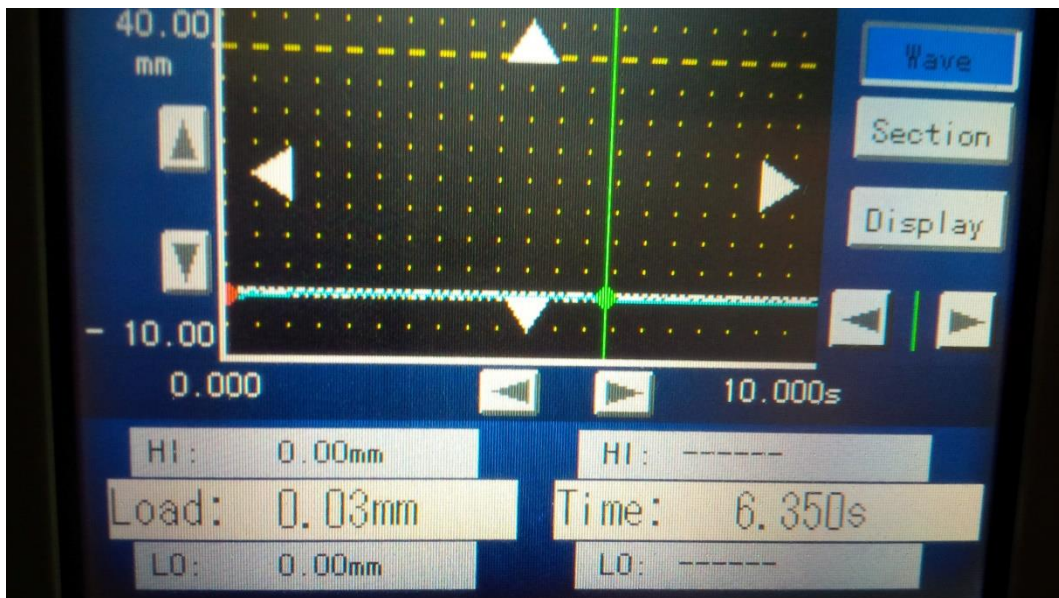 40.00
mm
Wave
Section
Display
- 10.00
0.000
10.000s
HI: 0.00mm
HI: ------
Load: 0.03mm
Time: 6.350s
LO: 0.00mm
LO: ------